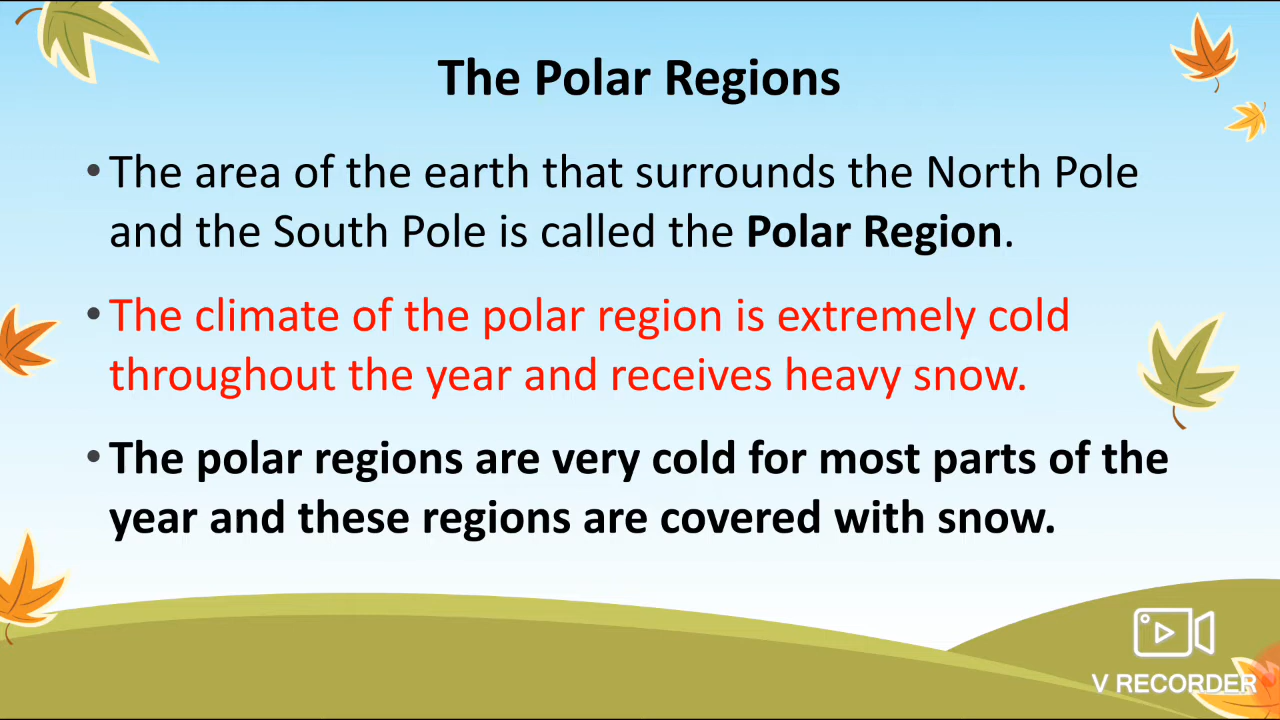 The Polar Regions
• The area of the earth that surrounds the North Pole
and the South Pole is called the Polar Region.
• The climate of the polar region is extremely cold
throughout the year and receives heavy snow.
• The polar regions are very cold for most parts of the
year and these regions are covered with snow.
V RECORDER